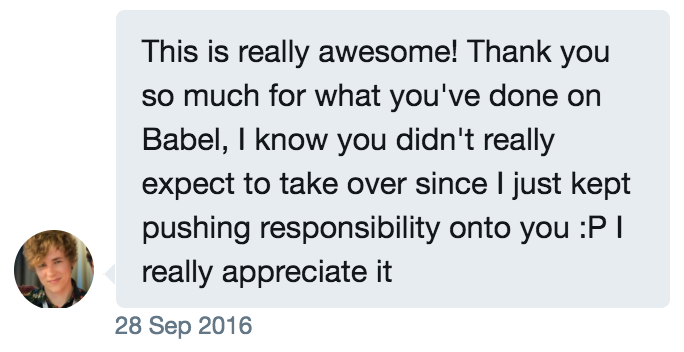 This is really awesome! Thank you
so much for what you've done on
Babel, I know you didn't really
expect to take over since I just kept
pushing responsibility onto you :P I
really appreciate it
28 Sep 2016